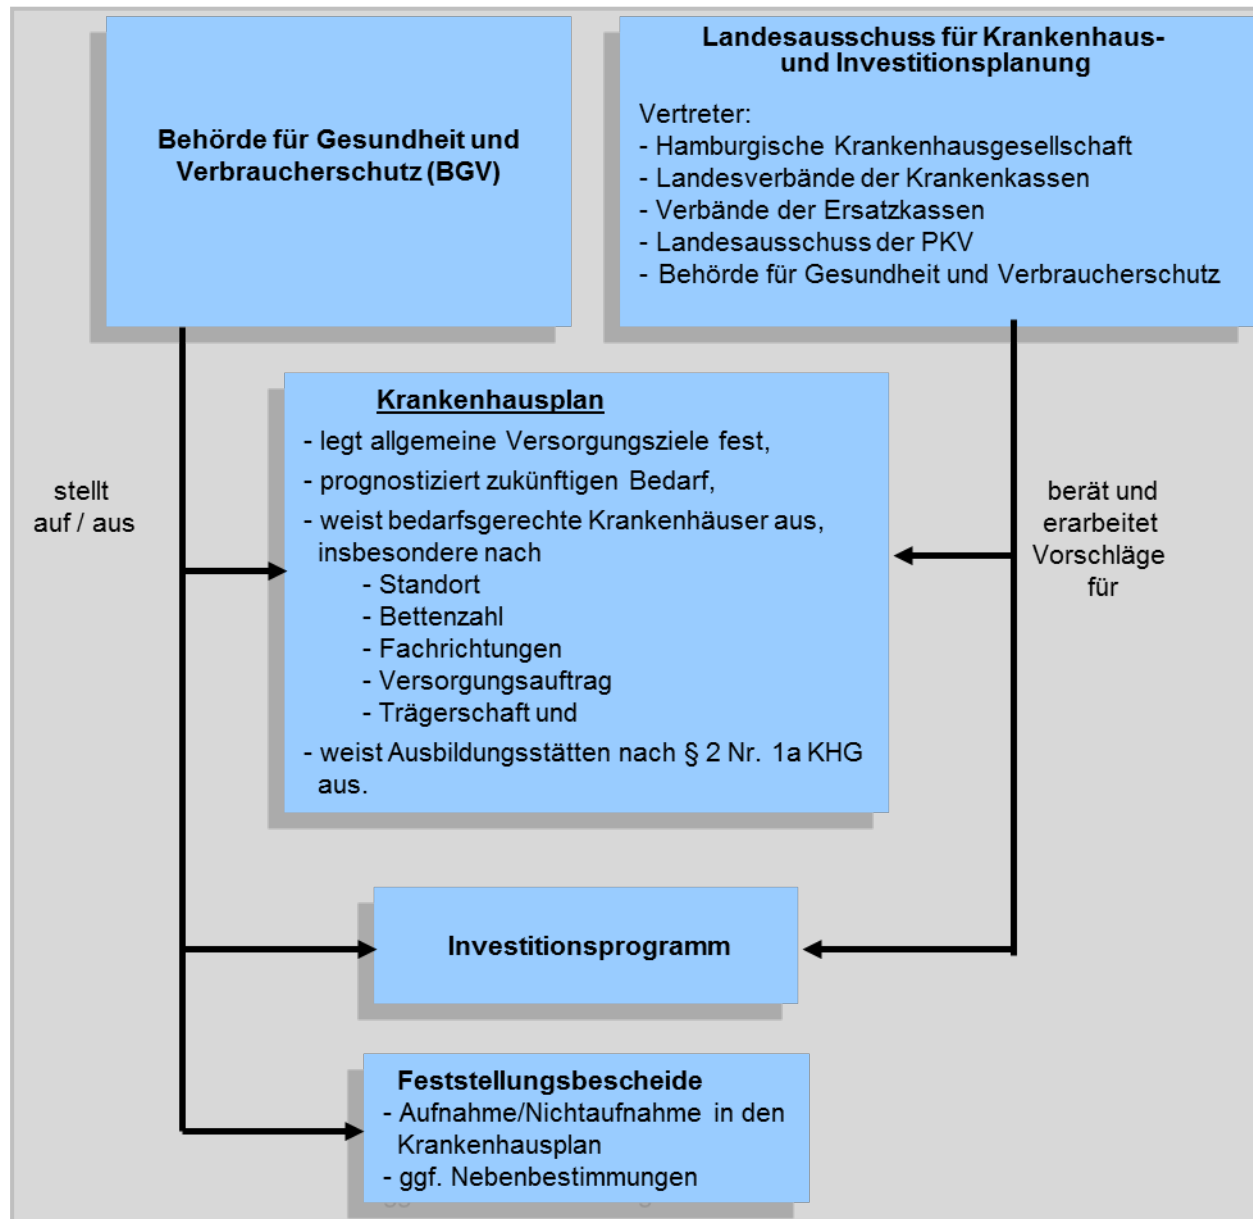 Behörde für Gesundheit und
Verbraucherschutz (BGV)
Landesausschuss für Krankenhaus-
und Investitionsplanung
Vertreter:
- Hamburgische Krankenhausgesellschaft
- Landesverbände der Krankenkassen
- Verbände der Ersatzkassen
- Landesausschuss der PKV
- Behörde für Gesundheit und Verbraucherschutz
stellt
auf / aus
Krankenhausplan
- legt allgemeine Versorgungsziele fest,
- prognostiziert zukünftigen Bedarf,
- weist bedarfsgerechte Krankenhäuser aus,
insbesondere nach
- Standort
- Bettenzahl
- Fachrichtungen
- Versorgungsauftrag
- Trägerschaft und
- weist Ausbildungsstätten nach § 2 Nr. 1a KHG
aus.
berät und
erarbeitet
Vorschläge
für
Investitionsprogramm
Feststellungsbescheide
- Aufnahme/Nichtaufnahme in den
Krankenhausplan
- ggf. Nebenbestimmungen